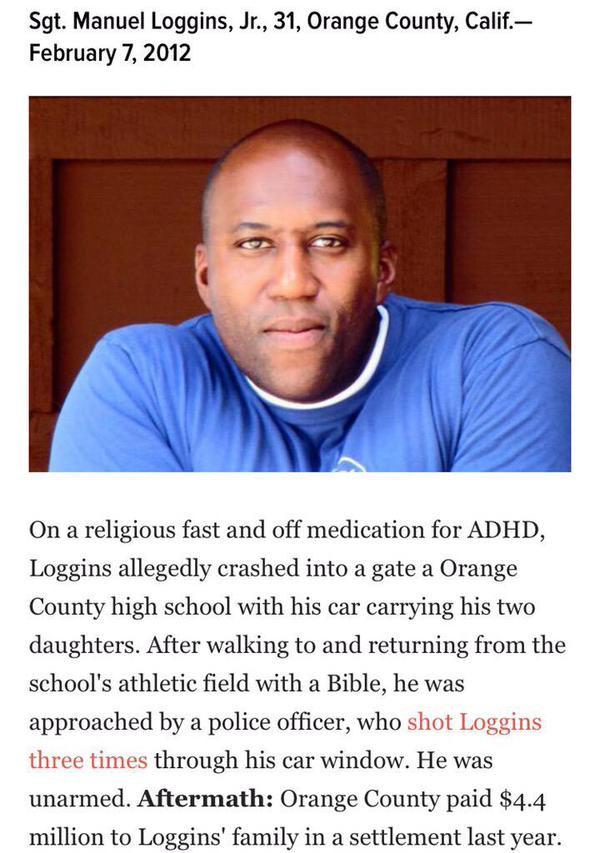 Sgt. Manuel Loggins, Jr., 31, Orange County, Calif.—
February 7, 2012
On a religious fast and off medication for ADHD,
Loggins allegedly crashed into a gate a Orange
County high school with his car carrying his two
daughters. After walking to and returning from the
school's athletic field with a Bible, he was
approached by a police officer, who shot Loggins
three times through his car window. He was
unarmed. Aftermath: Orange County paid $4.4
million to Loggins' family in a settlement last year.